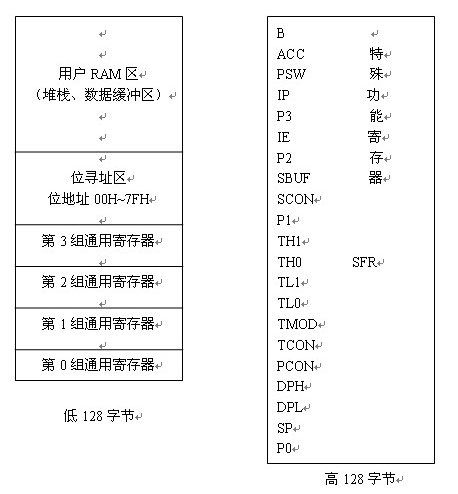 用户 RAM 区
（堆栈、数据缓冲区）
位寻址区
位地址 00H~7FH
第 3 组通用寄存器
第 2 组通用寄存器
第 1 组通用寄存器
第 0 组通用寄存器
低 128 字节
B
ACC 特
PSW 殊
IP 功
P3 能
IE 寄
P2 存
SBUF 器
SCON
P1
TH1
TH0 SFR
TL1
TL0
TMOD
TCON
PCON
DPH
DPL
SP
P0
高 128 字节